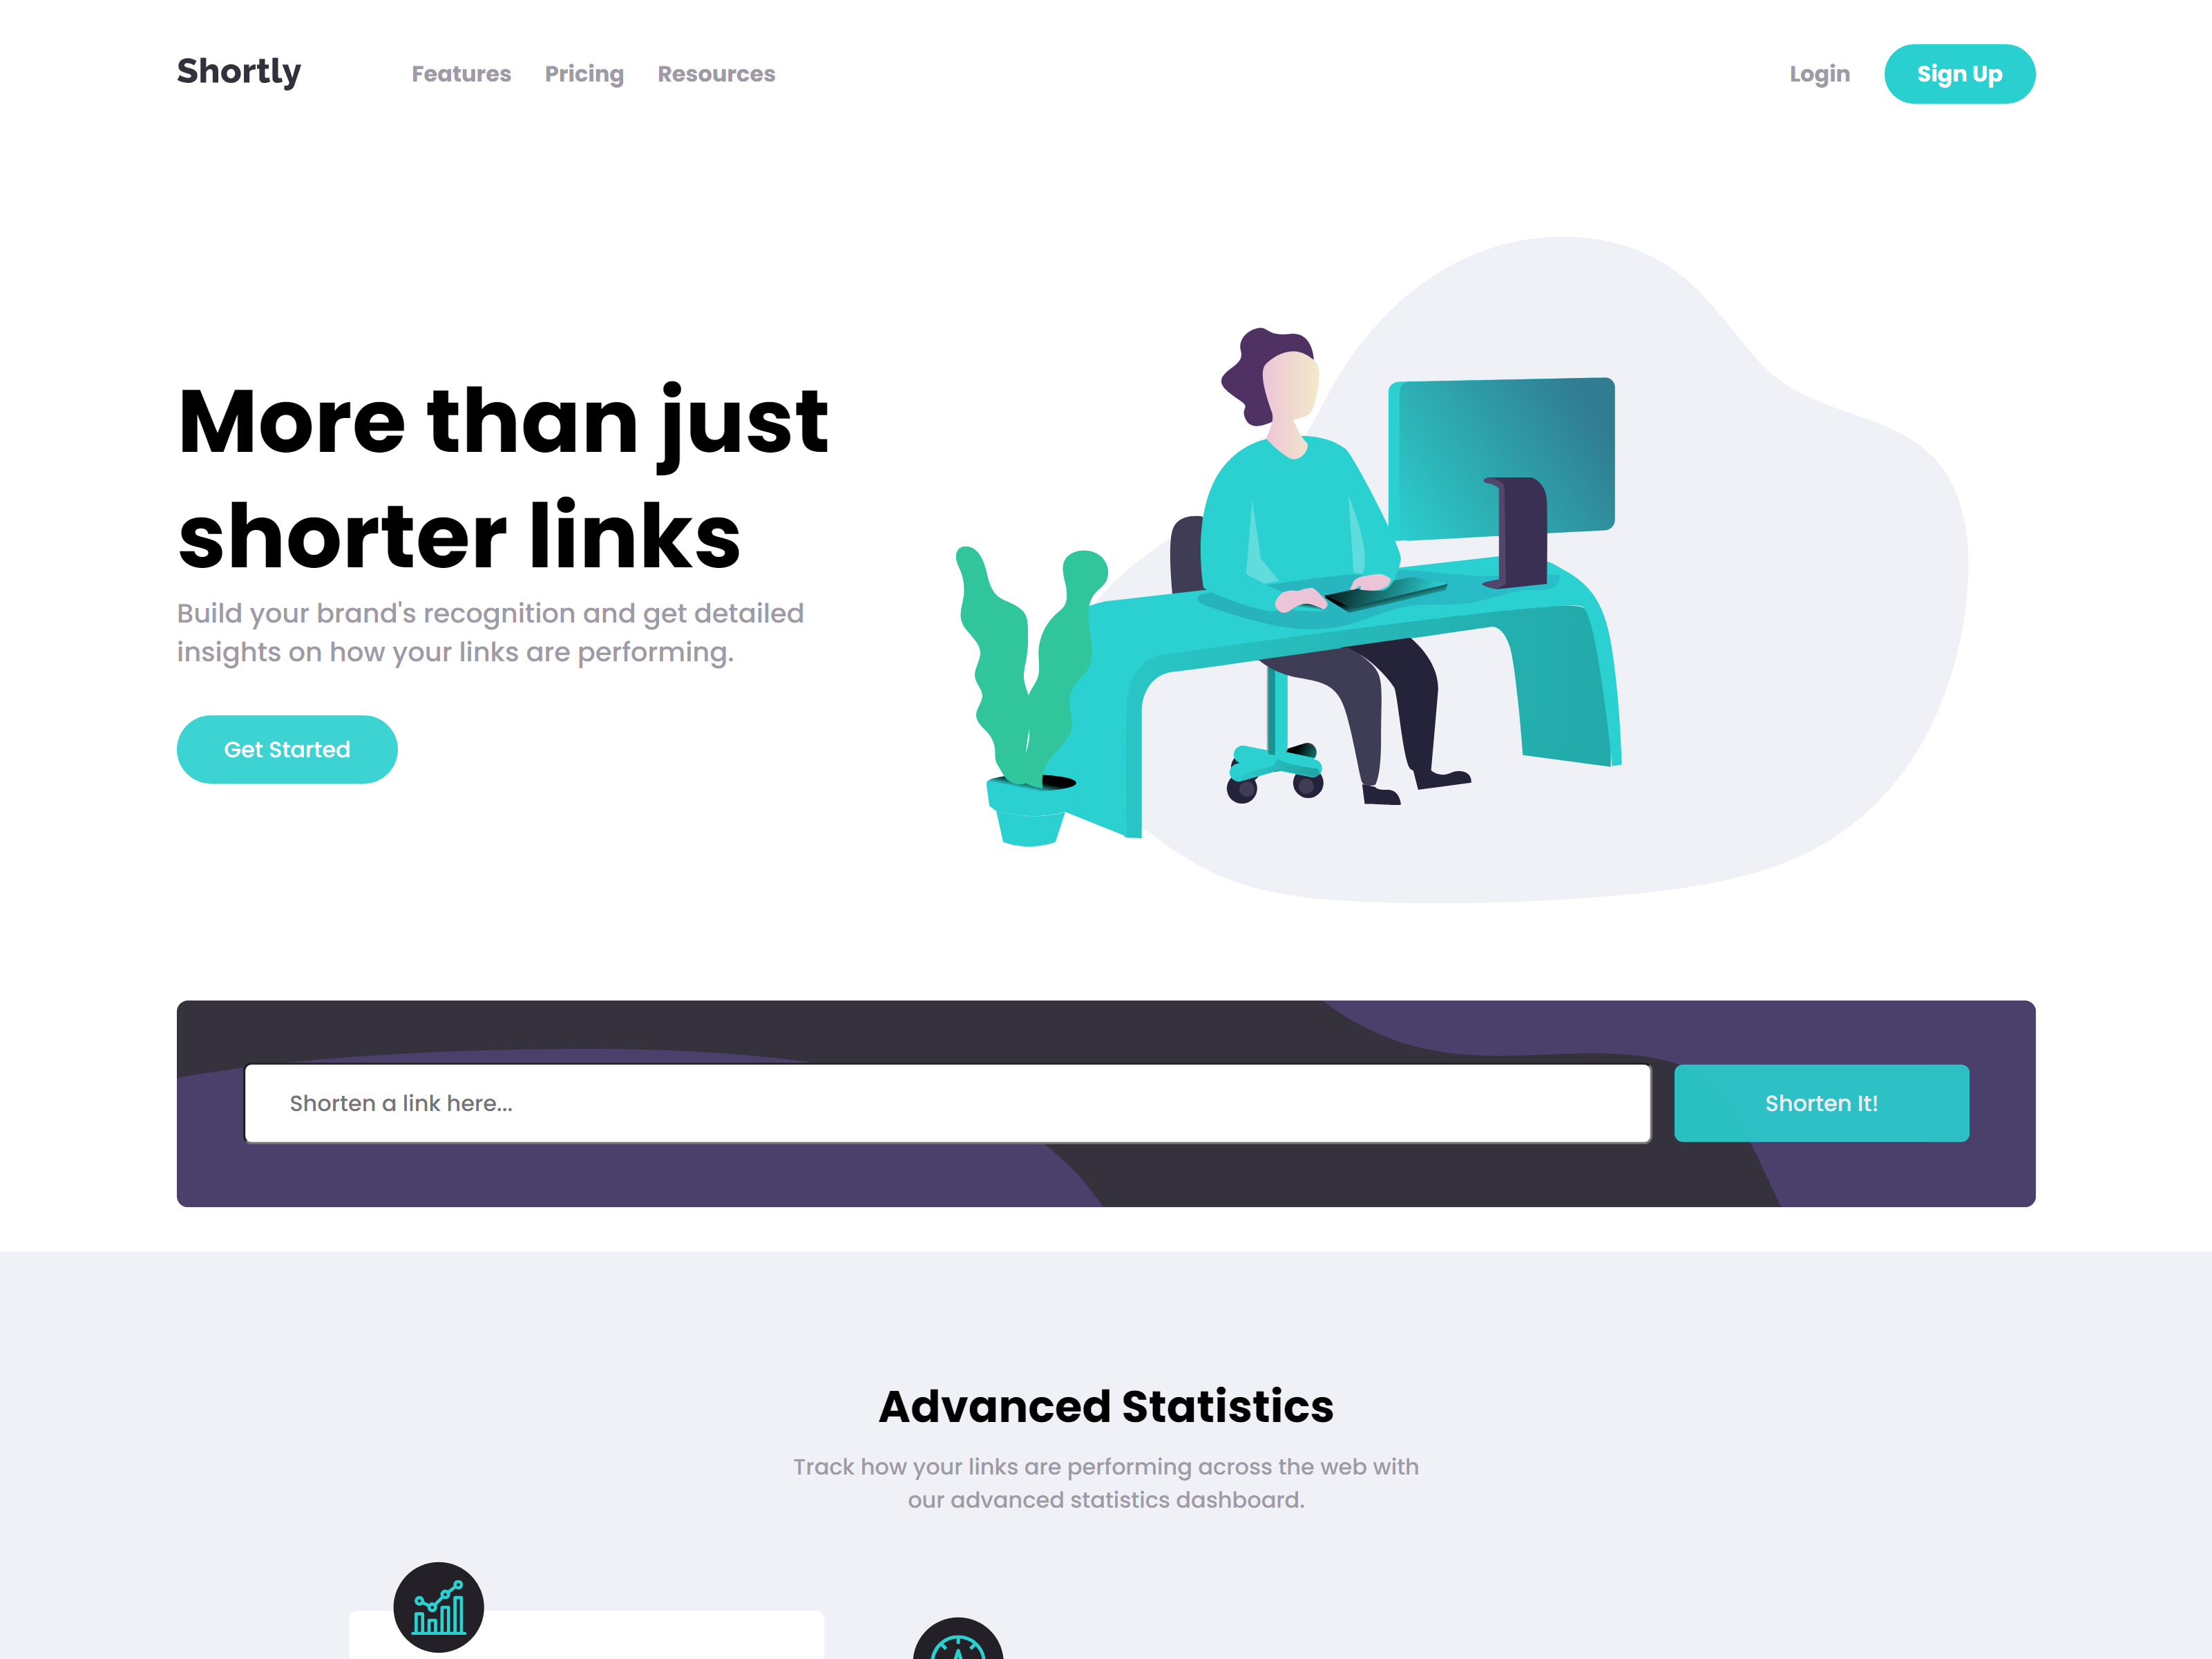 Shortly
Features
Pricing
Resources
Login
Sign Up
More than just
shorter links
Build your brand's recognition and get detailed
insights on how your links are performing.
Get Started
Shorten a link here...
Shorten It!
Advanced Statistics
Track how your links are performing across the web with
our advanced statistics dashboard.